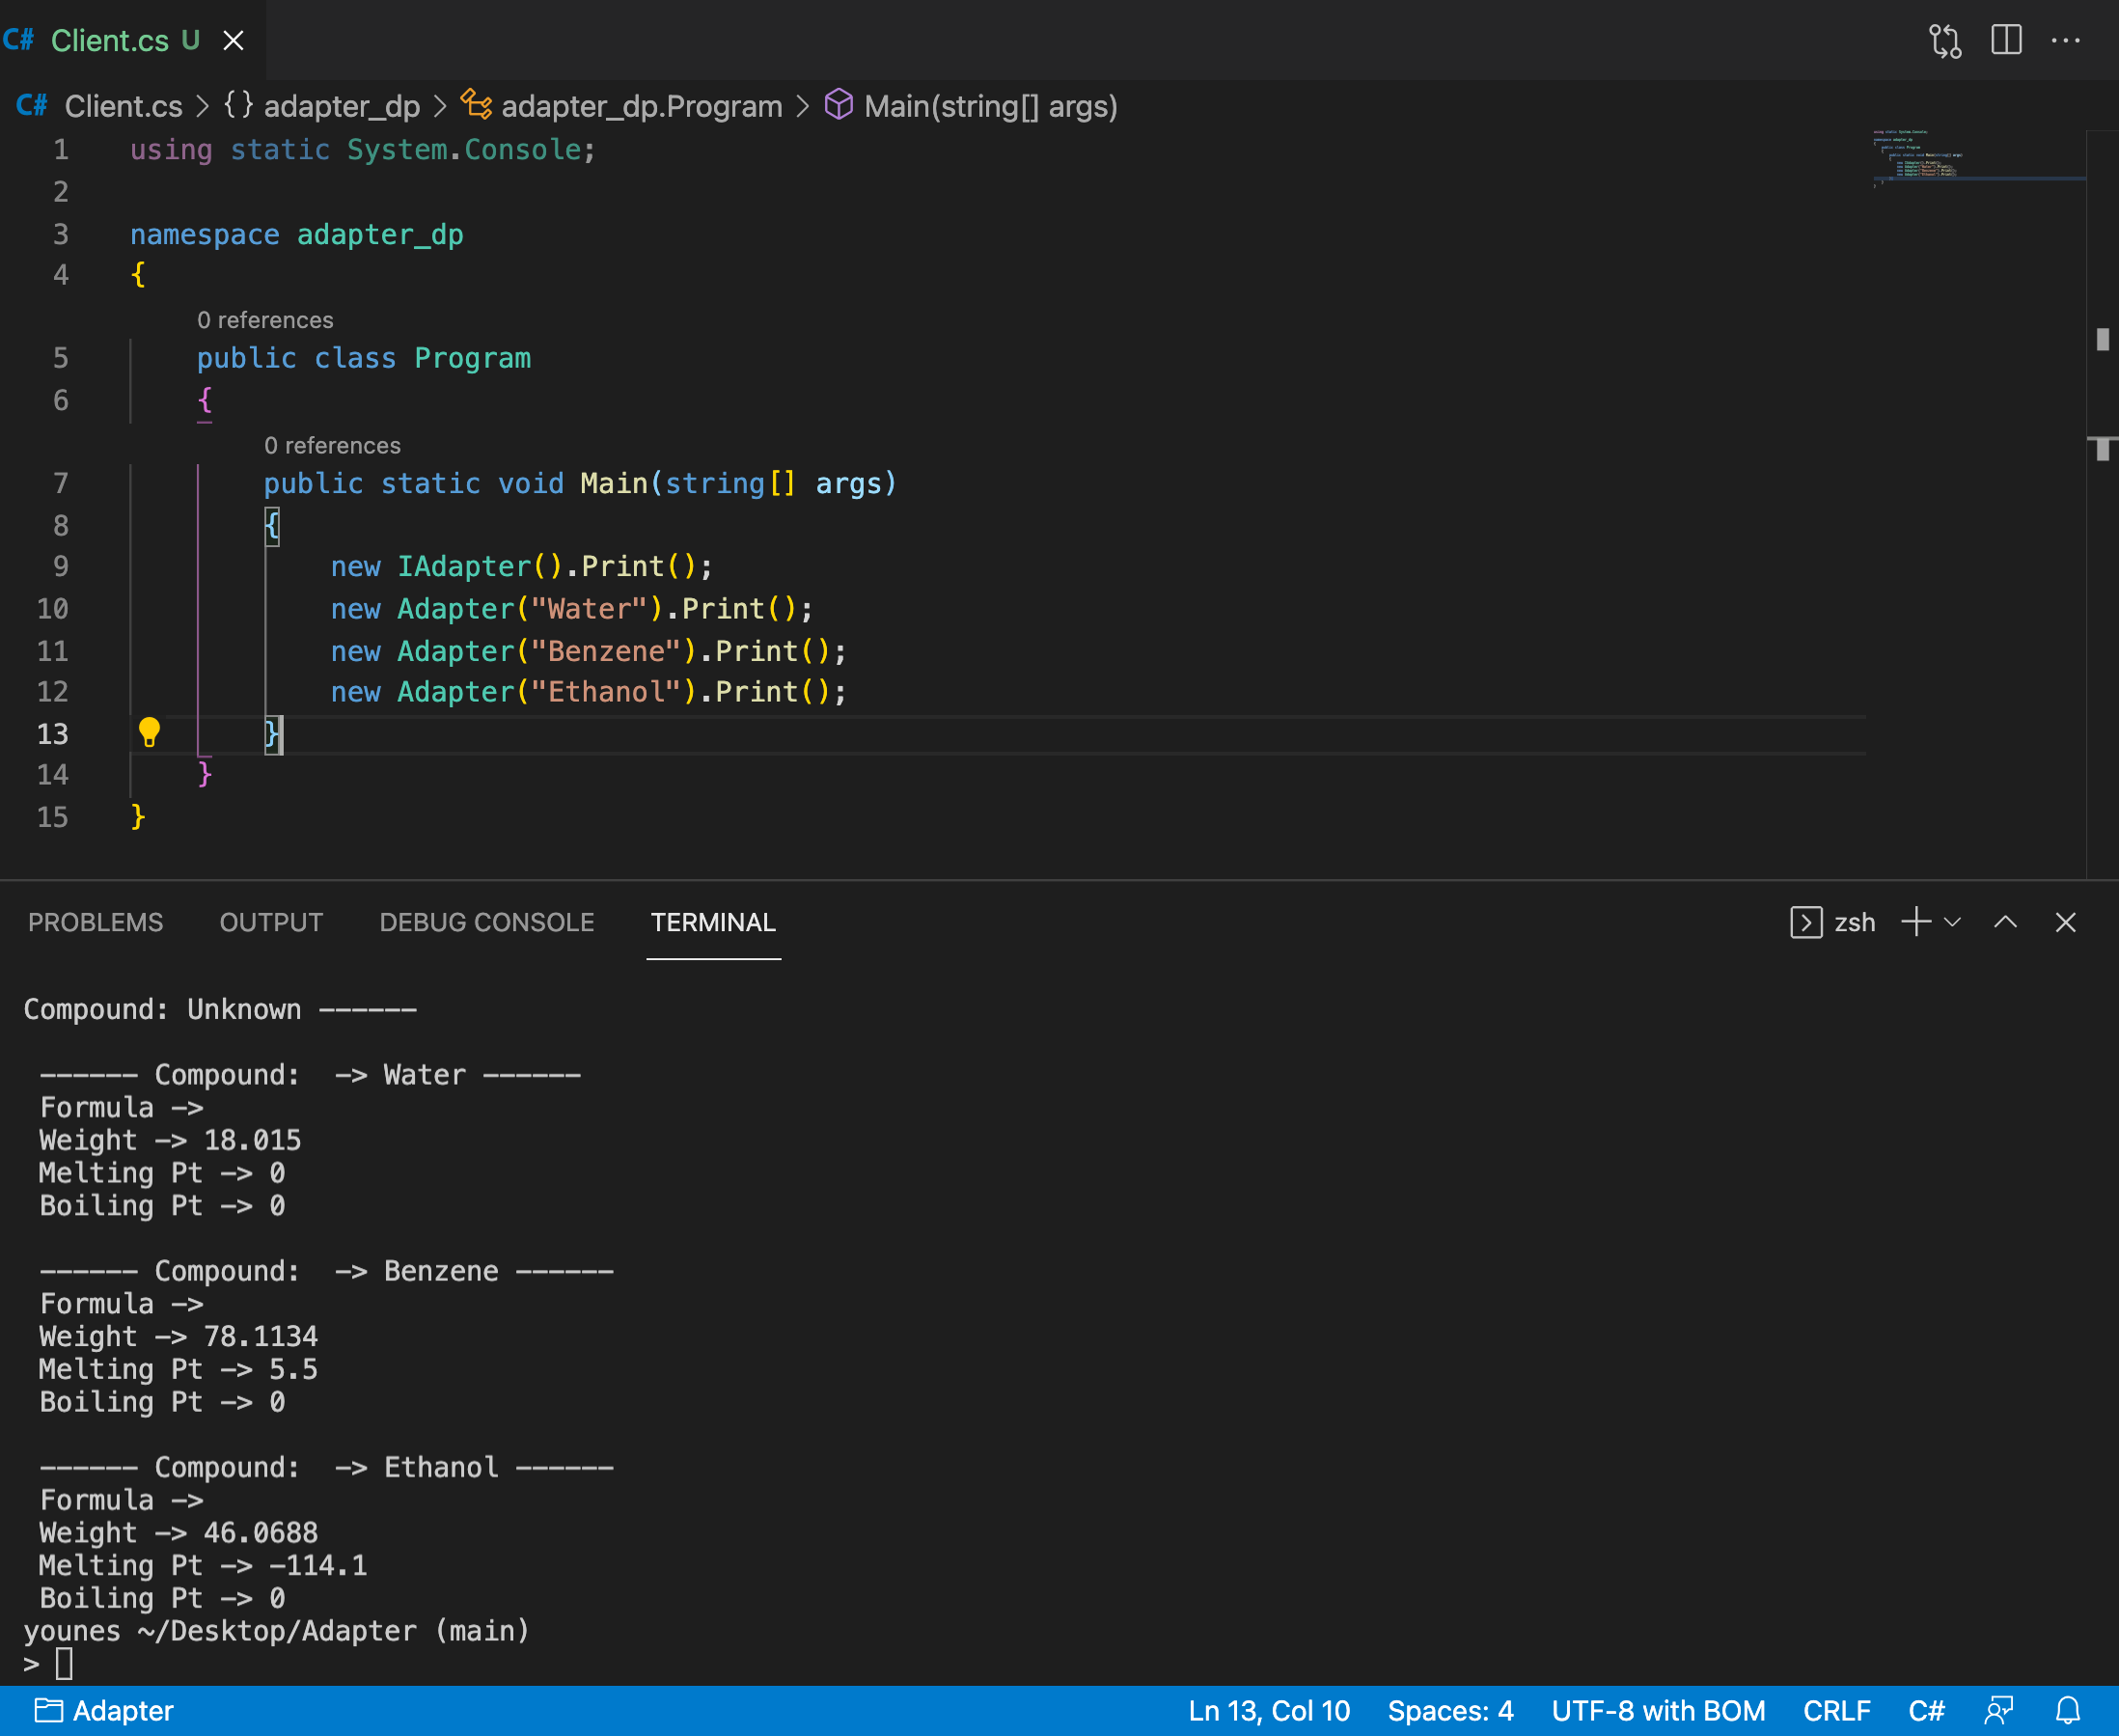 C# Client.cs U
C# Client.cs > {} adapter_dp > adapter_dp.Program > Main(string[] args)
1 using static System.Console;
2
3 namespace adapter_dp
4 {
0 references
5 public class Program
6 {
0 references
7 public static void Main(string[] args)
8 {
9 new IAdapter().Print();
10 new Adapter("Water").Print();
11 new Adapter("Benzene").Print();
12 new Adapter("Ethanol").Print();
13 }
14 }
15 }
PROBLEMS OUTPUT DEBUG CONSOLE TERMINAL zsh
Compound: Unknown ------
------ Compound:  -> Water ------
Formula ->
Weight -> 18.015
Melting Pt -> 0
Boiling Pt -> 0
------ Compound:  -> Benzene ------
Formula ->
Weight -> 78.1134
Melting Pt -> 5.5
Boiling Pt -> 0
------ Compound:  -> Ethanol ------
Formula ->
Weight -> 46.0688
Melting Pt -> -114.1
Boiling Pt -> 0
younes ~/Desktop/Adapter (main)
>
Adapter Ln 13, Col 10 Spaces: 4 UTF-8 with BOM CRLF C#